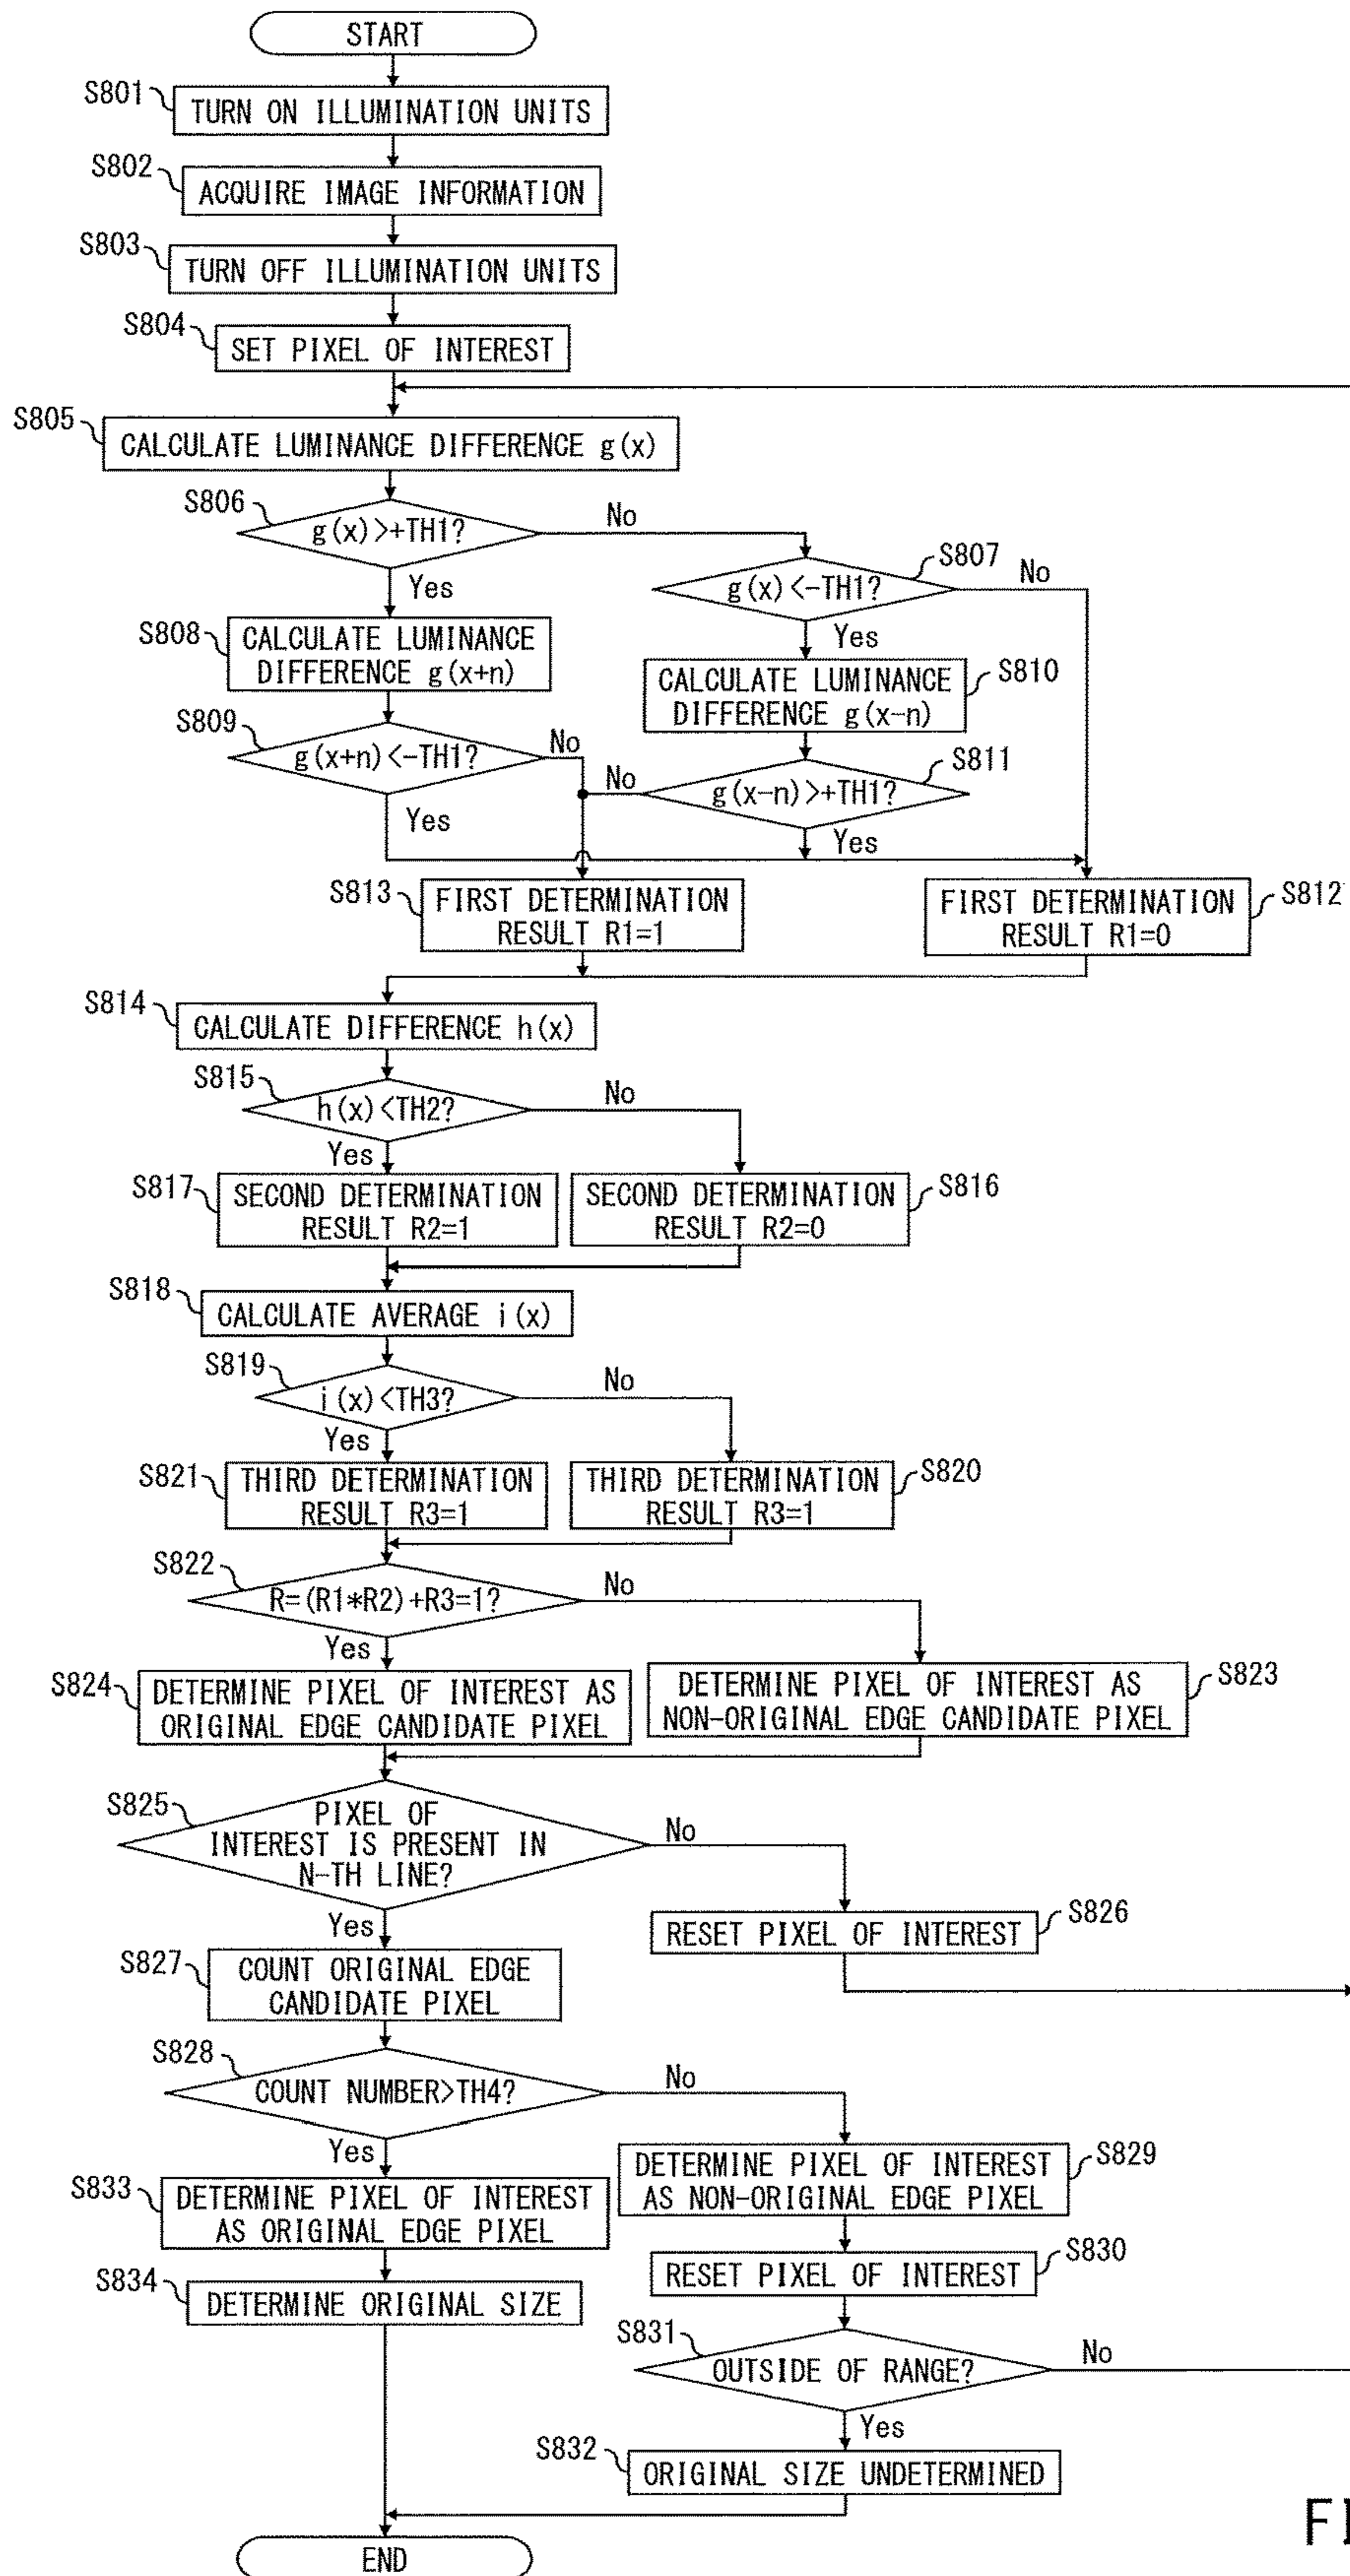 START
S801
TURN ON ILLUMINATION UNITS
S802
ACQUIRE IMAGE INFORMATION
S803
TURN OFF ILLUMINATION UNITS
S804
SET PIXEL OF INTEREST
S805
CALCULATE LUMINANCE DIFFERENCE g(x)
S806
g(x)>+TH1?
No
Yes
S807
g(x)<-TH1?
No
Yes
S808
CALCULATE LUMINANCE
DIFFERENCE g(x+n)
S810
CALCULATE LUMINANCE
DIFFERENCE g(x-n)
S809
g(x+n)<-TH1?
No
Yes
S811
g(x-n)>+TH1?
No
Yes
S813
FIRST DETERMINATION
RESULT R1=1
S812
FIRST DETERMINATION
RESULT R1=0
S814
CALCULATE DIFFERENCE h(x)
S815
h(x)<TH2?
No
Yes
S817
SECOND DETERMINATION
RESULT R2=1
S816
SECOND DETERMINATION
RESULT R2=0
S818
CALCULATE AVERAGE i(x)
S819
i(x)<TH3?
No
Yes
S821
THIRD DETERMINATION
RESULT R3=1
S820
THIRD DETERMINATION
RESULT R3=1
S822
R=(R1*R2)+R3=1?
No
Yes
S824
DETERMINE PIXEL OF INTEREST AS
ORIGINAL EDGE CANDIDATE PIXEL
S823
DETERMINE PIXEL OF INTEREST AS
NON-ORIGINAL EDGE CANDIDATE PIXEL
S825
PIXEL OF
INTEREST IS PRESENT IN
N-TH LINE?
No
Yes
S826
RESET PIXEL OF INTEREST
S827
COUNT ORIGINAL EDGE
CANDIDATE PIXEL
S828
COUNT NUMBER>TH4?
No
Yes
S833
DETERMINE PIXEL OF INTEREST
AS ORIGINAL EDGE PIXEL
S829
DETERMINE PIXEL OF INTEREST
AS NON-ORIGINAL EDGE PIXEL
S830
RESET PIXEL OF INTEREST
S834
DETERMINE ORIGINAL SIZE
S831
OUTSIDE OF RANGE?
No
Yes
S832
ORIGINAL SIZE UNDETERMINED
END